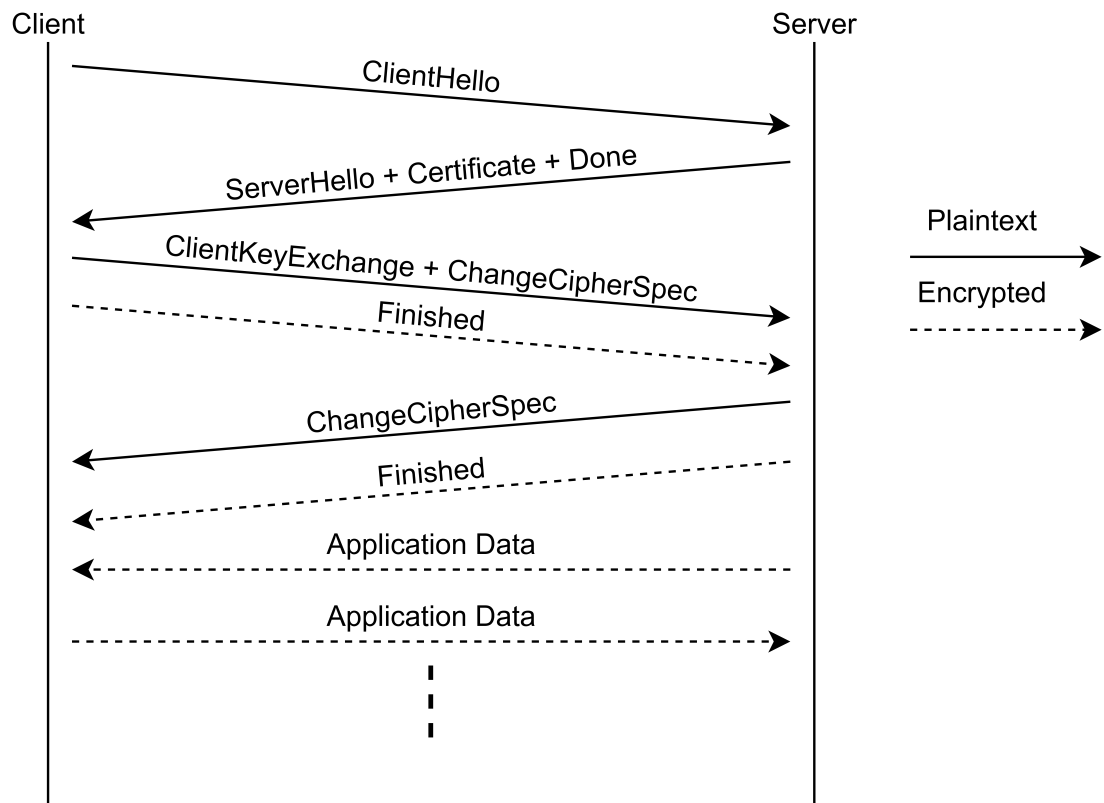 Client
Server
ClientHello
ServerHello + Certificate + Done
ClientKeyExchange + ChangeCipherSpec
Finished
ChangeCipherSpec
Finished
Application Data
Application Data
Plaintext
Encrypted